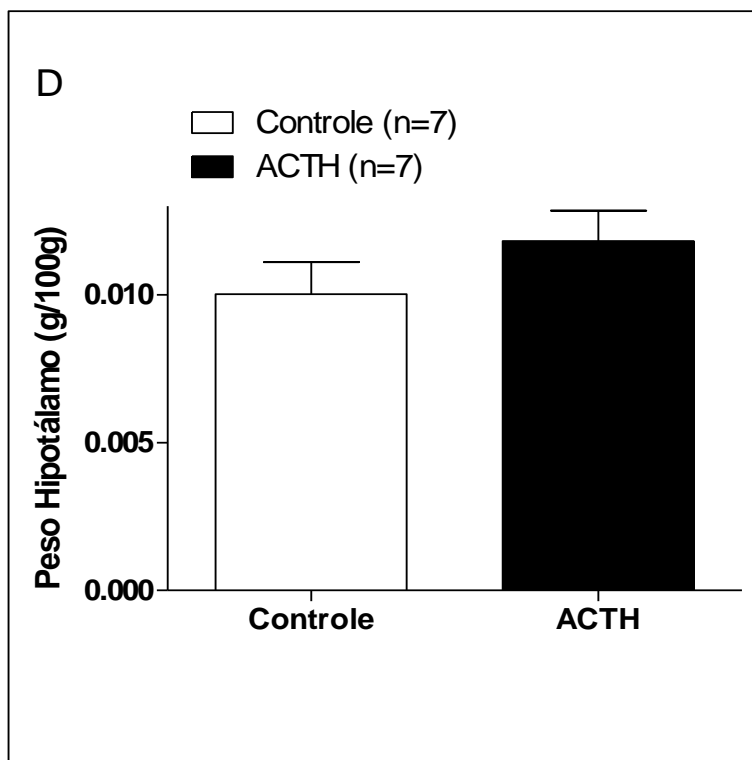 D
Controle (n=7)
ACTH (n=7)
Peso Hipotálamo (g/100g)
0.010
0.005
0.000
Controle
ACTH